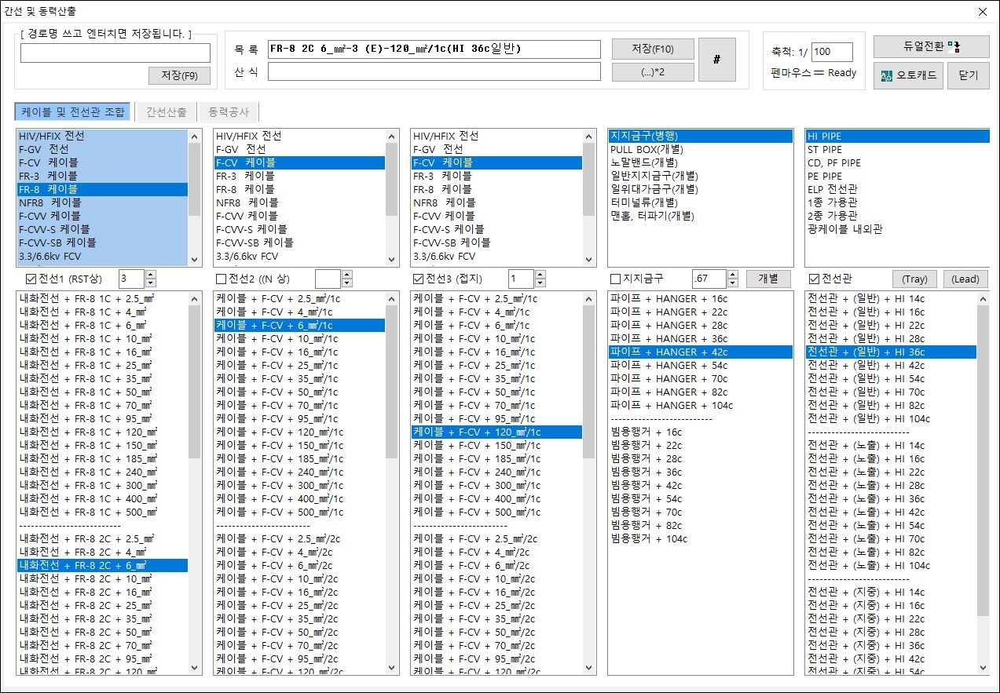 간선 및 동력산출
[ 경로명 쓰고 엔터치면 저장됩니다. ]
저장(F9)
목 록
FR-8 2C 6_㎟-3 (E)-120_㎟/1c(HI 36c일반)
산 식
저장(F10)
(...)*2
#
축척: 1/ 100
펜마우스 == Ready
듀얼전환
오토캐드
닫기
케이블 및 전선관 조합
간선산출
동력공사
HIV/HFIX 전선
F-GV 전선
F-CV 케이블
FR-3 케이블
FR-8 케이블
NFR8 케이블
F-CVV 케이블
F-CVV-S 케이블
F-CVV-SB 케이블
3.3/6.6kv FCV
HIV/HFIX 전선
F-GV 전선
F-CV 케이블
FR-3 케이블
FR-8 케이블
NFR8 케이블
F-CVV 케이블
F-CVV-S 케이블
F-CVV-SB 케이블
3.3/6.6kv FCV
HIV/HFIX 전선
F-GV 전선
F-CV 케이블
FR-3 케이블
FR-8 케이블
NFR8 케이블
F-CVV 케이블
F-CVV-S 케이블
F-CVV-SB 케이블
3.3/6.6kv FCV
지지금구(병행)
PULL BOX(개별)
노말밴드(개별)
일반지지금구(개별)
일위대가금구(개별)
터미널류(개별)
맨홀, 터파기(개별)
HI PIPE
ST PIPE
CD, PF PIPE
PE PIPE
ELP 전선관
1종 가용관
2종 가용관
광케이블 내외관
전선1 (RST상) 3
전선2 ((N 상)
전선3 (접지) 1
지지금구 .67 개별
전선관 (Tray) (Lead)
내화전선 + FR-8 1C + 2.5_㎟
내화전선 + FR-8 1C + 4_㎟
내화전선 + FR-8 1C + 6_㎟
내화전선 + FR-8 1C + 10_㎟
내화전선 + FR-8 1C + 16_㎟
내화전선 + FR-8 1C + 25_㎟
내화전선 + FR-8 1C + 35_㎟
내화전선 + FR-8 1C + 50_㎟
내화전선 + FR-8 1C + 70_㎟
내화전선 + FR-8 1C + 95_㎟
내화전선 + FR-8 1C + 120_㎟
내화전선 + FR-8 1C + 150_㎟
내화전선 + FR-8 1C + 185_㎟
내화전선 + FR-8 1C + 240_㎟
내화전선 + FR-8 1C + 300_㎟
내화전선 + FR-8 1C + 400_㎟
내화전선 + FR-8 1C + 500_㎟
--------------------------
내화전선 + FR-8 2C + 2.5_㎟
내화전선 + FR-8 2C + 4_㎟
내화전선 + FR-8 2C + 6_㎟
내화전선 + FR-8 2C + 10_㎟
내화전선 + FR-8 2C + 16_㎟
내화전선 + FR-8 2C + 25_㎟
내화전선 + FR-8 2C + 35_㎟
내화전선 + FR-8 2C + 50_㎟
내화전선 + FR-8 2C + 70_㎟
내화전선 + FR-8 2C + 95_㎟
내화전선 + FR-8 2C + 120_㎟
케이블 + F-CV + 2.5_㎟/1c
케이블 + F-CV + 4_㎟/1c
케이블 + F-CV + 6_㎟/1c
케이블 + F-CV + 10_㎟/1c
케이블 + F-CV + 16_㎟/1c
케이블 + F-CV + 25_㎟/1c
케이블 + F-CV + 35_㎟/1c
케이블 + F-CV + 50_㎟/1c
케이블 + F-CV + 70_㎟/1c
케이블 + F-CV + 95_㎟/1c
케이블 + F-CV + 120_㎟/1c
케이블 + F-CV + 150_㎟/1c
케이블 + F-CV + 185_㎟/1c
케이블 + F-CV + 240_㎟/1c
케이블 + F-CV + 300_㎟/1c
케이블 + F-CV + 400_㎟/1c
케이블 + F-CV + 500_㎟/1c
------------------------
케이블 + F-CV + 2.5_㎟/2c
케이블 + F-CV + 4_㎟/2c
케이블 + F-CV + 6_㎟/2c
케이블 + F-CV + 10_㎟/2c
케이블 + F-CV + 16_㎟/2c
케이블 + F-CV + 25_㎟/2c
케이블 + F-CV + 35_㎟/2c
케이블 + F-CV + 50_㎟/2c
케이블 + F-CV + 70_㎟/2c
케이블 + F-CV + 95_㎟/2c
케이블 + F-CV + 120_㎟/2c
케이블 + F-CV + 2.5_㎟/1c
케이블 + F-CV + 4_㎟/1c
케이블 + F-CV + 6_㎟/1c
케이블 + F-CV + 10_㎟/1c
케이블 + F-CV + 16_㎟/1c
케이블 + F-CV + 25_㎟/1c
케이블 + F-CV + 35_㎟/1c
케이블 + F-CV + 50_㎟/1c
케이블 + F-CV + 70_㎟/1c
케이블 + F-CV + 95_㎟/1c
케이블 + F-CV + 120_㎟/1c
케이블 + F-CV + 150_㎟/1c
케이블 + F-CV + 185_㎟/1c
케이블 + F-CV + 240_㎟/1c
케이블 + F-CV + 300_㎟/1c
케이블 + F-CV + 400_㎟/1c
케이블 + F-CV + 500_㎟/1c
------------------------
케이블 + F-CV + 2.5_㎟/2c
케이블 + F-CV + 4_㎟/2c
케이블 + F-CV + 6_㎟/2c
케이블 + F-CV + 10_㎟/2c
케이블 + F-CV + 16_㎟/2c
케이블 + F-CV + 25_㎟/2c
케이블 + F-CV + 35_㎟/2c
케이블 + F-CV + 50_㎟/2c
케이블 + F-CV + 70_㎟/2c
케이블 + F-CV + 95_㎟/2c
케이블 + F-CV + 120_㎟/2c
파이프 + HANGER + 16c
파이프 + HANGER + 22c
파이프 + HANGER + 28c
파이프 + HANGER + 36c
파이프 + HANGER + 42c
파이프 + HANGER + 54c
파이프 + HANGER + 70c
파이프 + HANGER + 82c
파이프 + HANGER + 104c
--------------------------
빔용행거 + 16c
빔용행거 + 22c
빔용행거 + 28c
빔용행거 + 36c
빔용행거 + 42c
빔용행거 + 54c
빔용행거 + 70c
빔용행거 + 82c
빔용행거 + 104c
전선관 + (일반) + HI 14c
전선관 + (일반) + HI 16c
전선관 + (일반) + HI 22c
전선관 + (일반) + HI 28c
전선관 + (일반) + HI 36c
전선관 + (일반) + HI 42c
전선관 + (일반) + HI 54c
전선관 + (일반) + HI 70c
전선관 + (일반) + HI 82c
전선관 + (일반) + HI 104c
--------------------------
전선관 + (노출) + HI 14c
전선관 + (노출) + HI 16c
전선관 + (노출) + HI 22c
전선관 + (노출) + HI 28c
전선관 + (노출) + HI 36c
전선관 + (노출) + HI 42c
전선관 + (노출) + HI 54c
전선관 + (노출) + HI 70c
전선관 + (노출) + HI 82c
전선관 + (노출) + HI 104c
--------------------------
전선관 + (지중) + HI 14c
전선관 + (지중) + HI 16c
전선관 + (지중) + HI 22c
전선관 + (지중) + HI 28c
전선관 + (지중) + HI 36c
전선관 + (지중) + HI 42c
전선관 + (지중) + HI 54c